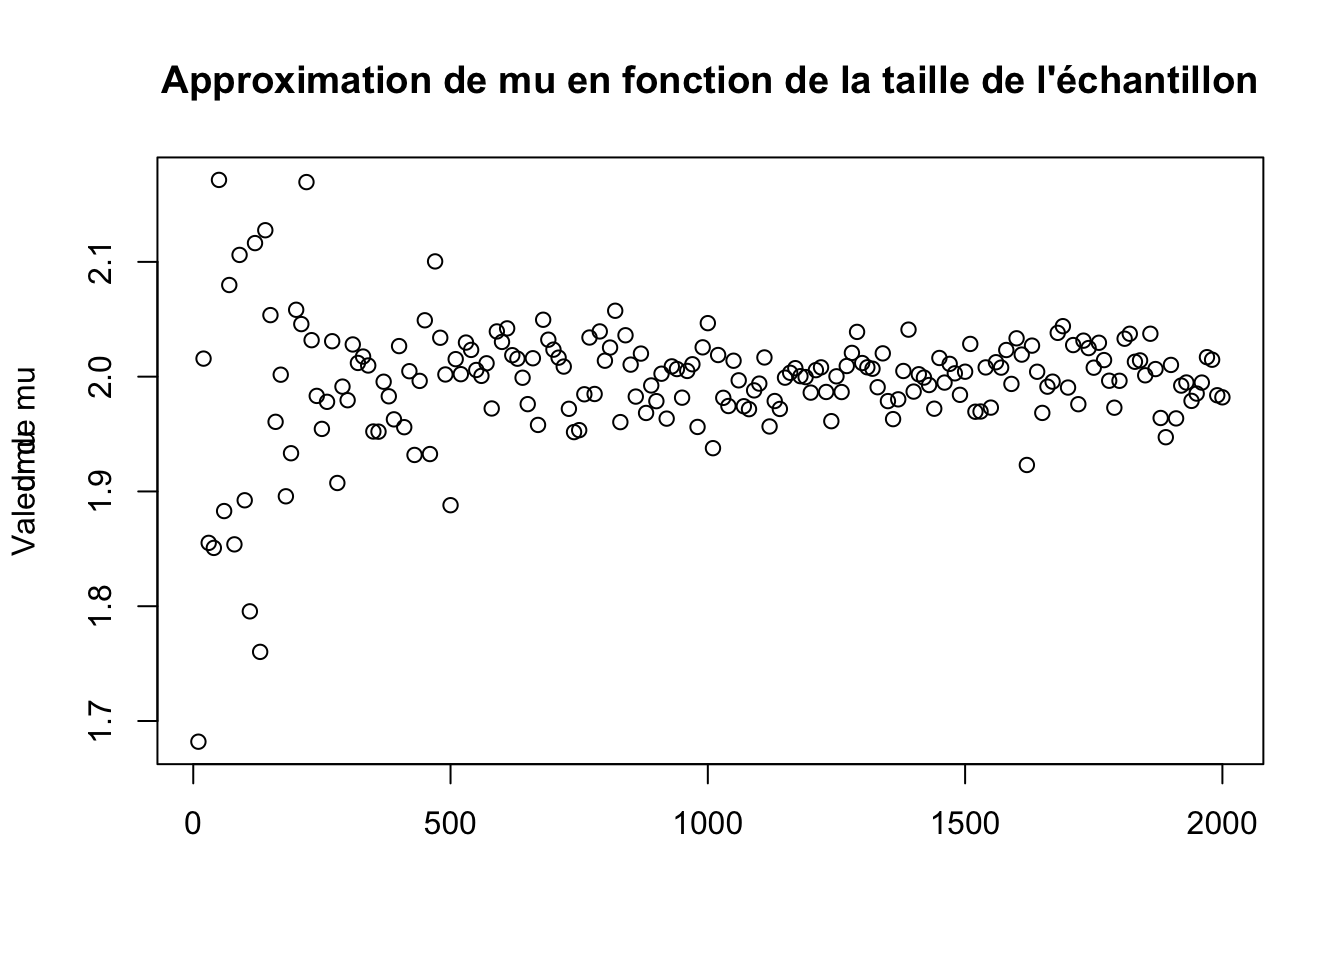 Approximation de mu en fonction de la taille de l'échantillon
2.1
2.0
1.9
1.8
1.7
0 500 1000 1500 2000